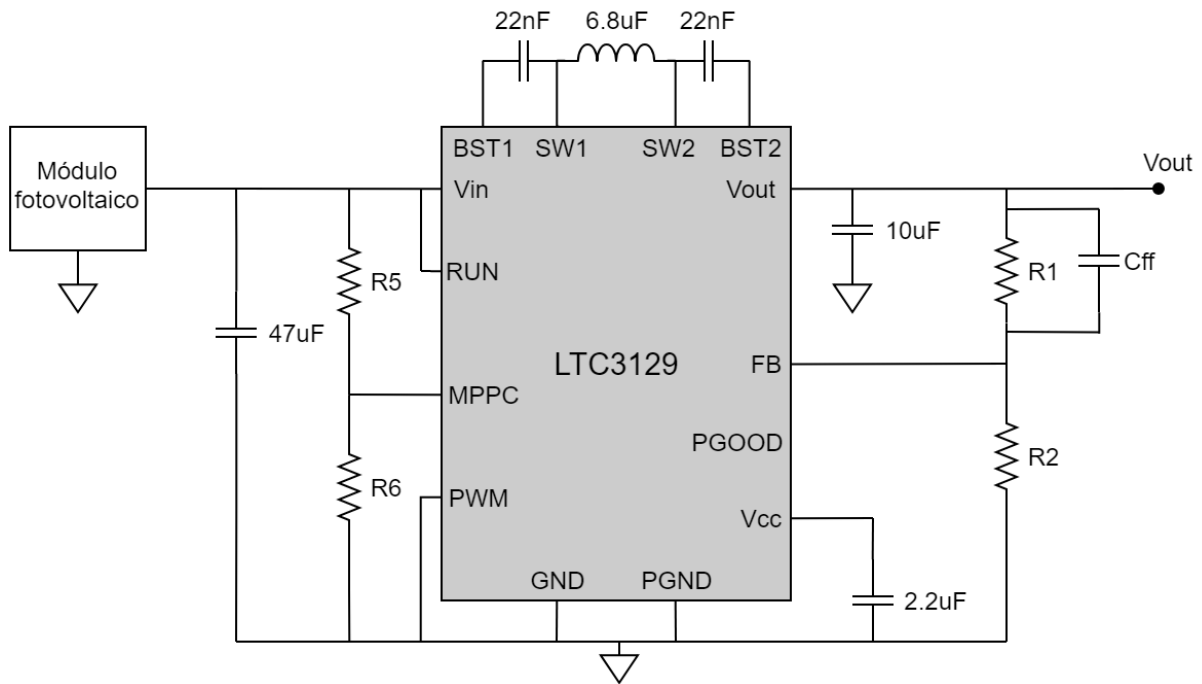 22nF 6.8uF 22nF
BST1 SW1 SW2 BST2
Módulo
fotovoltaico
Vin
Vout
Vout
10uF
R1
Cff
RUN
R5
47uF
LTC3129
FB
MPPC
PGOOD
R2
R6
PWM
Vcc
GND PGND
2.2uF